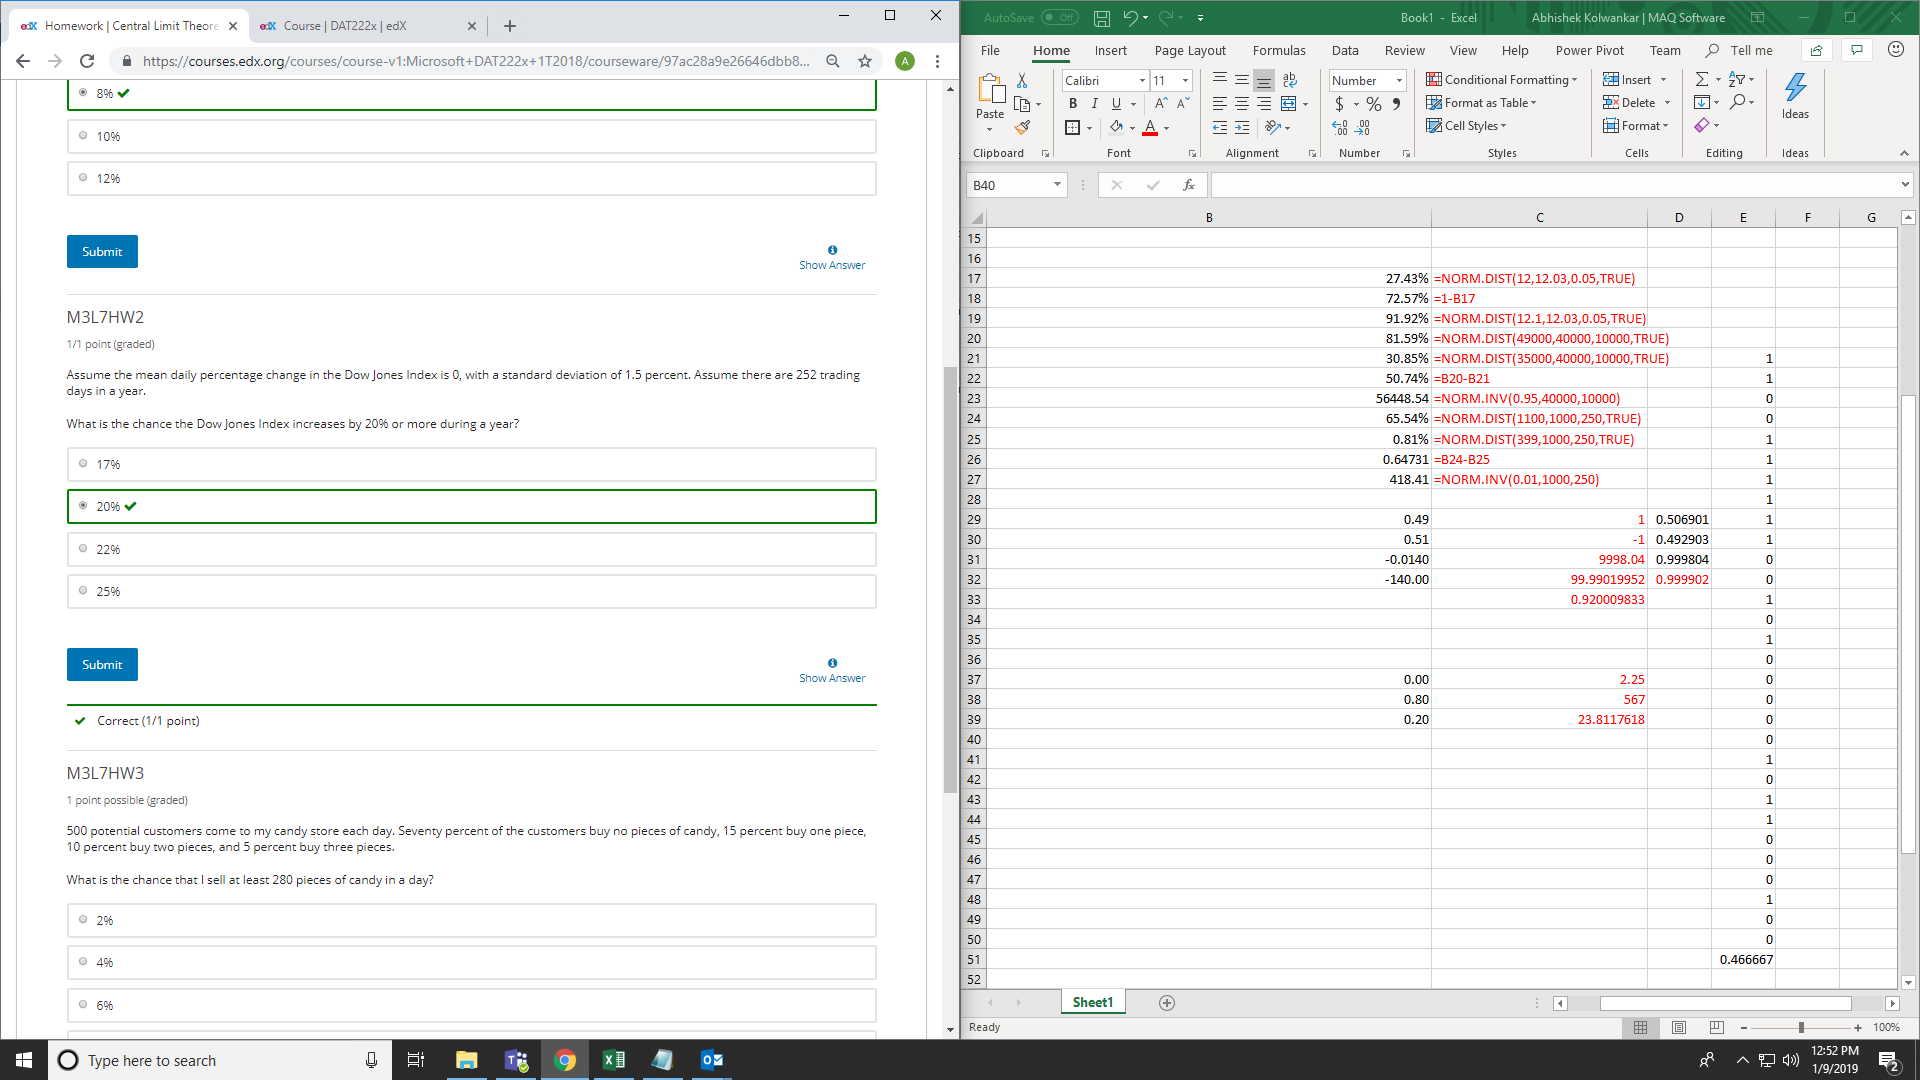 Homework | Central Limit Theore
Course | DAT222x | edX
https://courses.edx.org/courses/course-v1:Microsoft+DAT222x+1T2018/courseware/97ac28a9e26646dbb8...
A
8%
10%
12%
Submit
Show Answer
M3L7HW2
1/1 point (graded)
Assume the mean daily percentage change in the Dow Jones Index is 0, with a standard deviation of 1.5 percent. Assume there are 252 trading
days in a year.
What is the chance the Dow Jones Index increases by 20% or more during a year?
17%
20%
22%
25%
Submit
Show Answer
Correct (1/1 point)
M3L7HW3
1 point possible (graded)
500 potential customers come to my candy store each day. Seventy percent of the customers buy no pieces of candy, 15 percent buy one piece,
10 percent buy two pieces, and 5 percent buy three pieces.
What is the chance that I sell at least 280 pieces of candy in a day?
2%
4%
6%
AutoSave Off
Book1 - Excel
Abhishek Kolwankar | MAQ Software
File Home Insert Page Layout Formulas Data Review View Help Power Pivot Team Tell me
Paste
Calibri 11
B I U
Number
Conditional Formatting
Format as Table
Cell Styles
Insert
Delete
Format
Ideas
Clipboard Font Alignment Number Styles Cells Editing Ideas
B40 fx
B C D E F G
15
16
17 27.43% =NORM.DIST(12,12.03,0.05,TRUE)
18 72.57% =1-B17
19 91.92% =NORM.DIST(12.1,12.03,0.05,TRUE)
20 81.59% =NORM.DIST(49000,40000,10000,TRUE)
21 30.85% =NORM.DIST(35000,40000,10000,TRUE) 1
22 50.74% =B20-B21 1
23 56448.54 =NORM.INV(0.95,40000,10000) 0
24 65.54% =NORM.DIST(1100,1000,250,TRUE) 0
25 0.81% =NORM.DIST(399,1000,250,TRUE) 1
26 0.64731 =B24-B25 1
27 418.41 =NORM.INV(0.01,1000,250) 1
28 1
29 0.49 1 0.506901 1
30 0.51 -1 0.492903 1
31 -0.0140 9998.04 0.999804 0
32 -140.00 99.99019952 0.999902 0
33 0.920009833 1
34 0
35 1
36 0
37 0.00 2.25 0
38 0.80 567 0
39 0.20 23.8117618 0
40 0
41 1
42 0
43 1
44 1
45 0
46 0
47 0
48 1
49 0
50 0
51 0.466667
52
Sheet1
Ready
100%
Type here to search
12:52 PM
1/9/2019
2